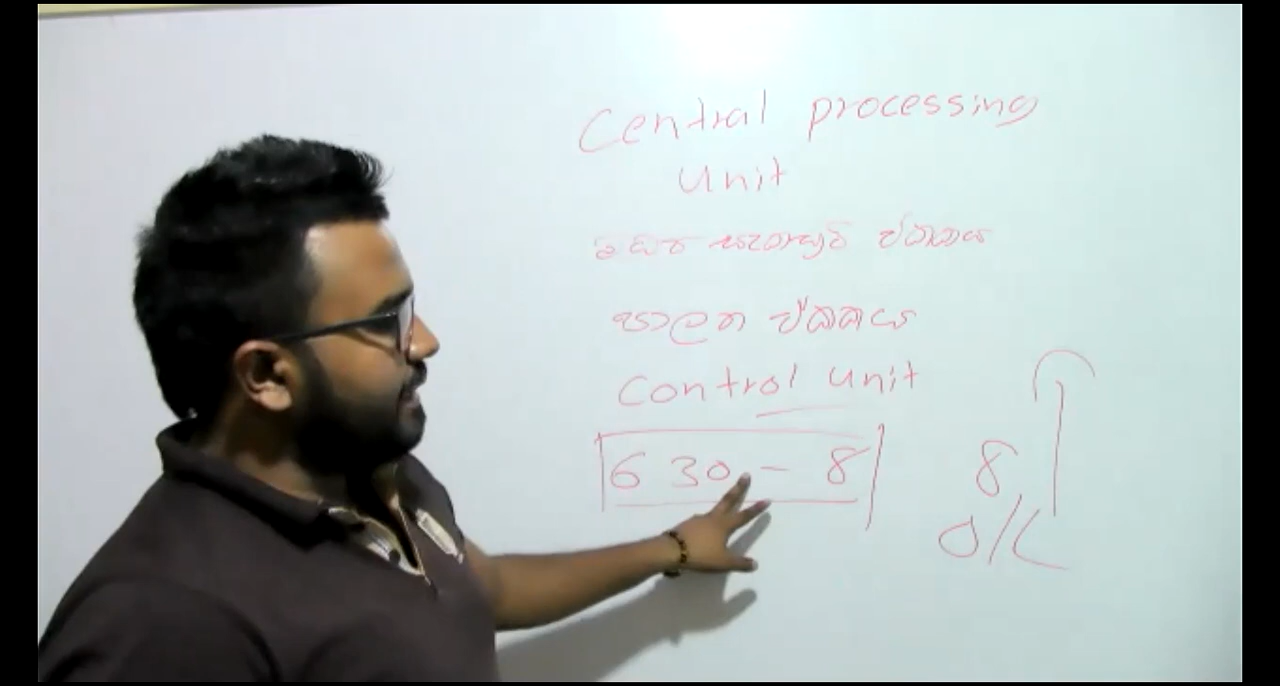 Central processing
Unit
මධ්‍ය සැකසුම් ඒකකය
පාලන ඒකකය
Control unit
6 30 - 8
8
O/L